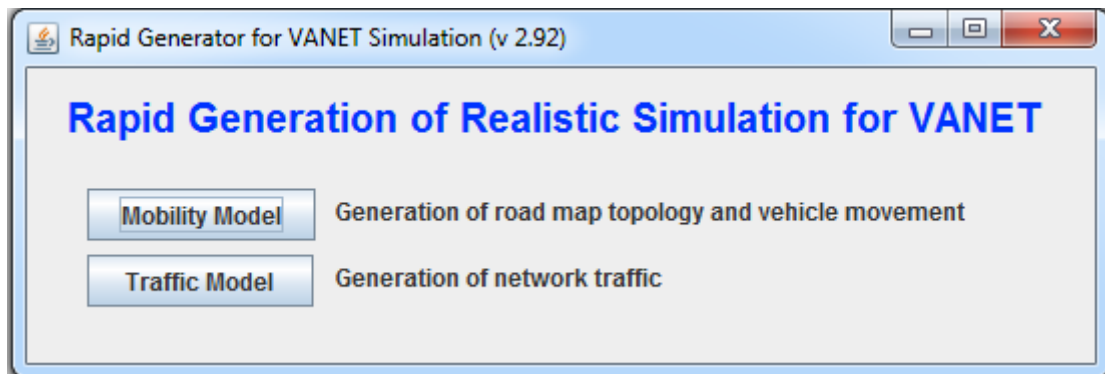 Rapid Generator for VANET Simulation (v 2.92)
Rapid Generation of Realistic Simulation for VANET
Mobility Model Generation of road map topology and vehicle movement
Traffic Model Generation of network traffic